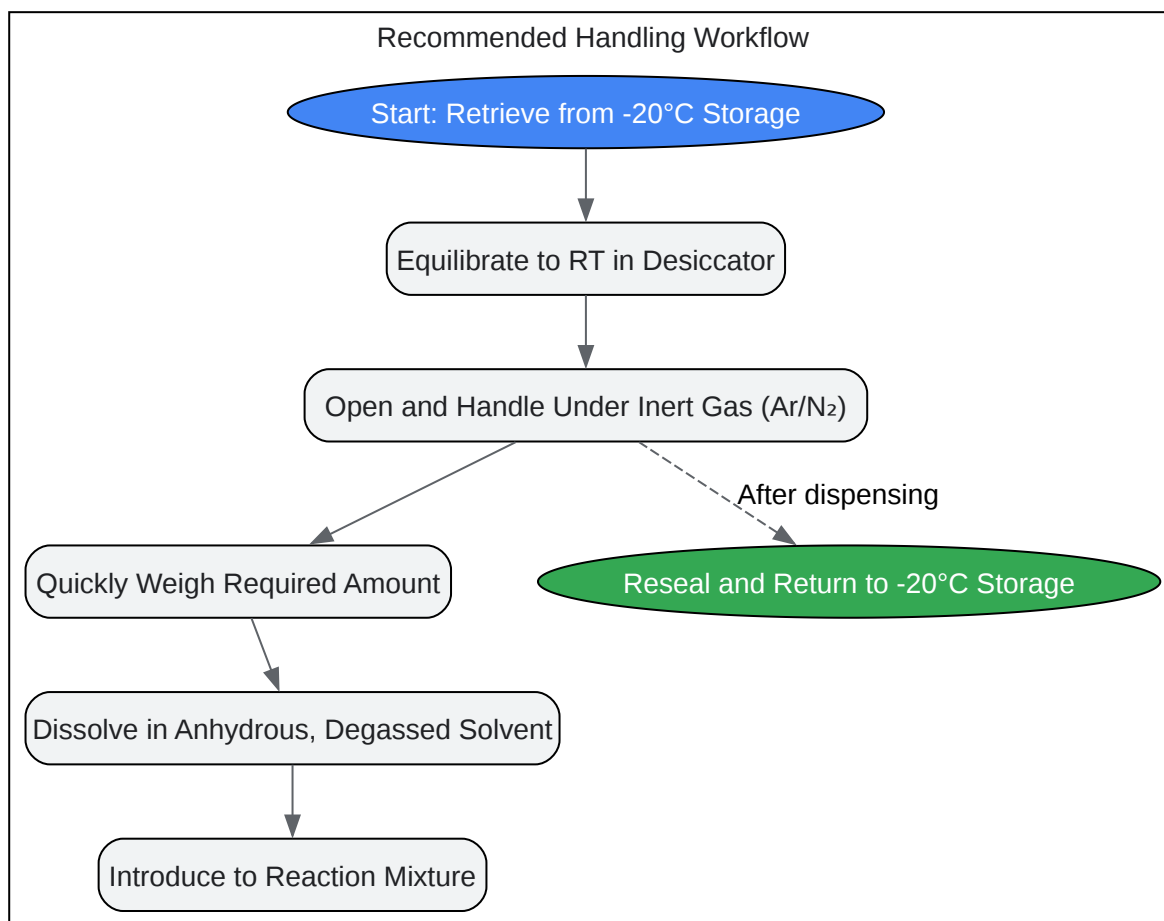 Recommended Handling Workflow
Start: Retrieve from -20°C Storage
Equilibrate to RT in Desiccator
Open and Handle Under Inert Gas (Ar/N₂)
After dispensing
Quickly Weigh Required Amount
Reseal and Return to -20°C Storage
Dissolve in Anhydrous, Degassed Solvent
Introduce to Reaction Mixture